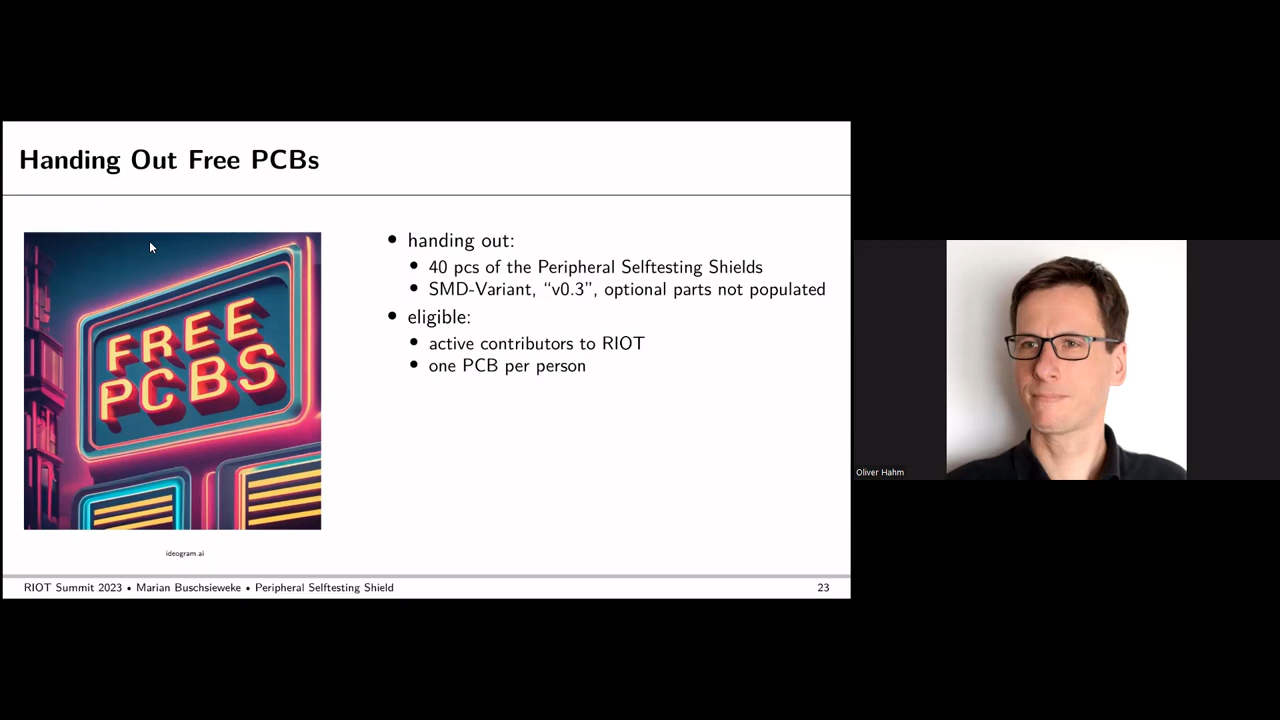 Handing Out Free PCBs
FREE
PCBS
ideogram.ai
• handing out:
• 40 pcs of the Peripheral Selftesting Shields
• SMD-Variant, “v0.3”, optional parts not populated
• eligible:
• active contributors to RIOT
• one PCB per person
RIOT Summit 2023 • Marian Buschsieweke • Peripheral Selftesting Shield 23
Oliver Hahm